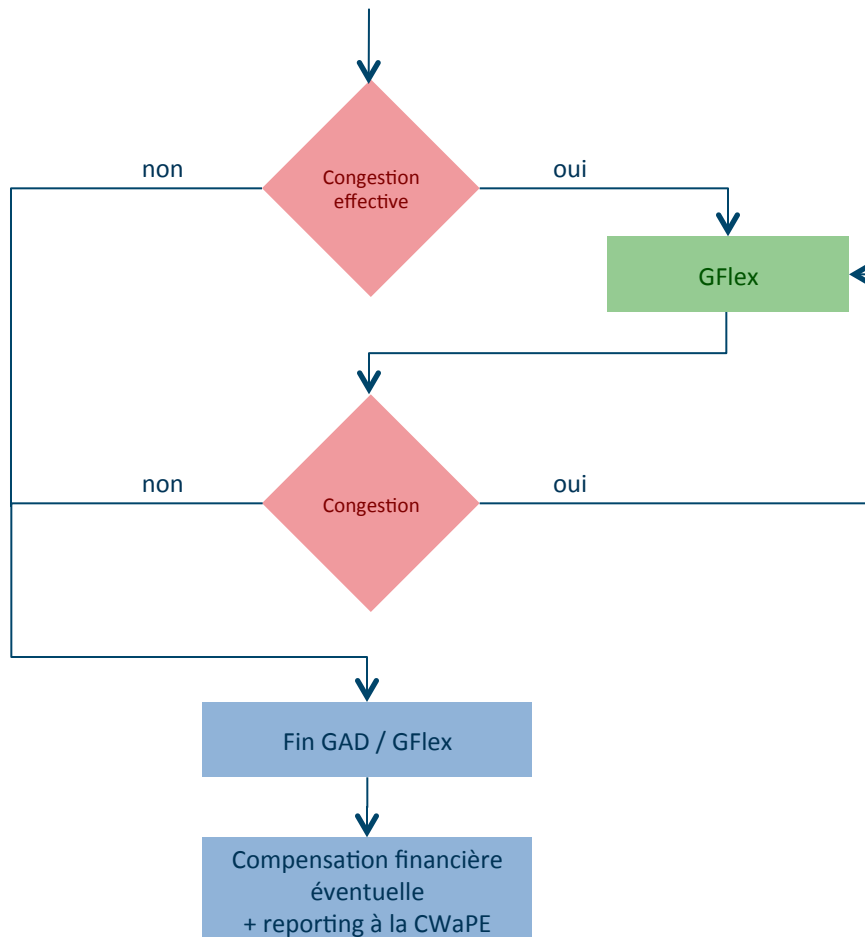 non
oui
Congestion
effective
GFlex
non
oui
Congestion
Fin GAD / GFlex
Compensation financière
éventuelle
+ reporting à la CWaPE